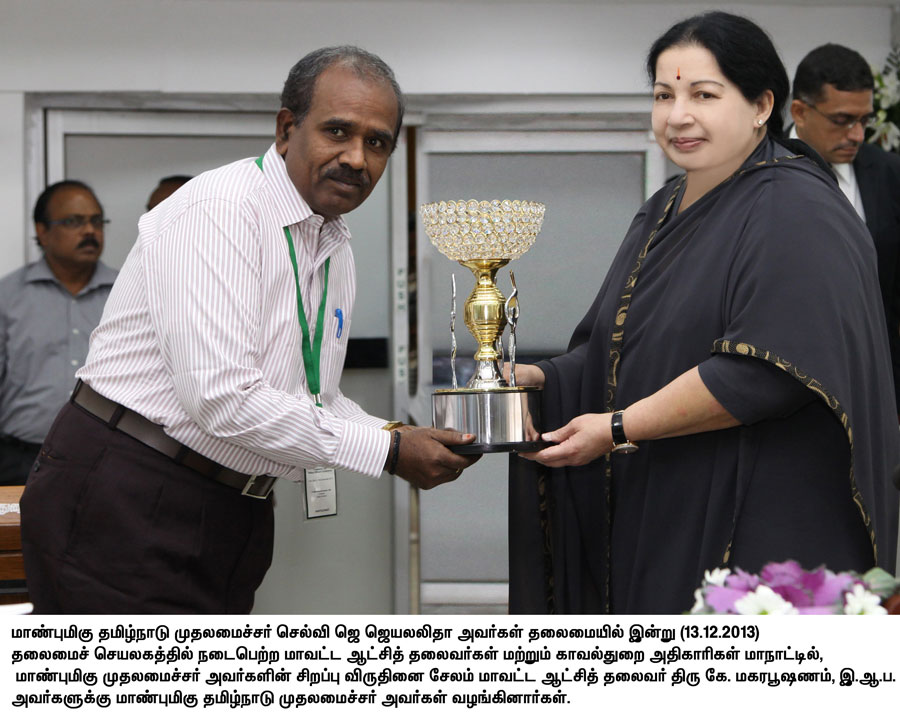 மாண்புமிகு தமிழ்நாடு முதலமைச்சர் செல்வி ஜெ ஜெயலலிதா அவர்கள் தலைமையில் இன்று (13.12.2013)
தலைமைச் செயலகத்தில் நடைபெற்ற மாவட்ட ஆட்சித் தலைவர்கள் மற்றும் காவல்துறை அதிகாரிகள் மாநாட்டில்,
மாண்புமிகு முதலமைச்சர் அவர்களின் சிறப்பு விருதினை சேலம் மாவட்ட ஆட்சித் தலைவர் திரு கே. மகரபூஷணம், இ.ஆ.ப.
அவர்களுக்கு மாண்புமிகு தமிழ்நாடு முதலமைச்சர் அவர்கள் வழங்கினார்கள்.